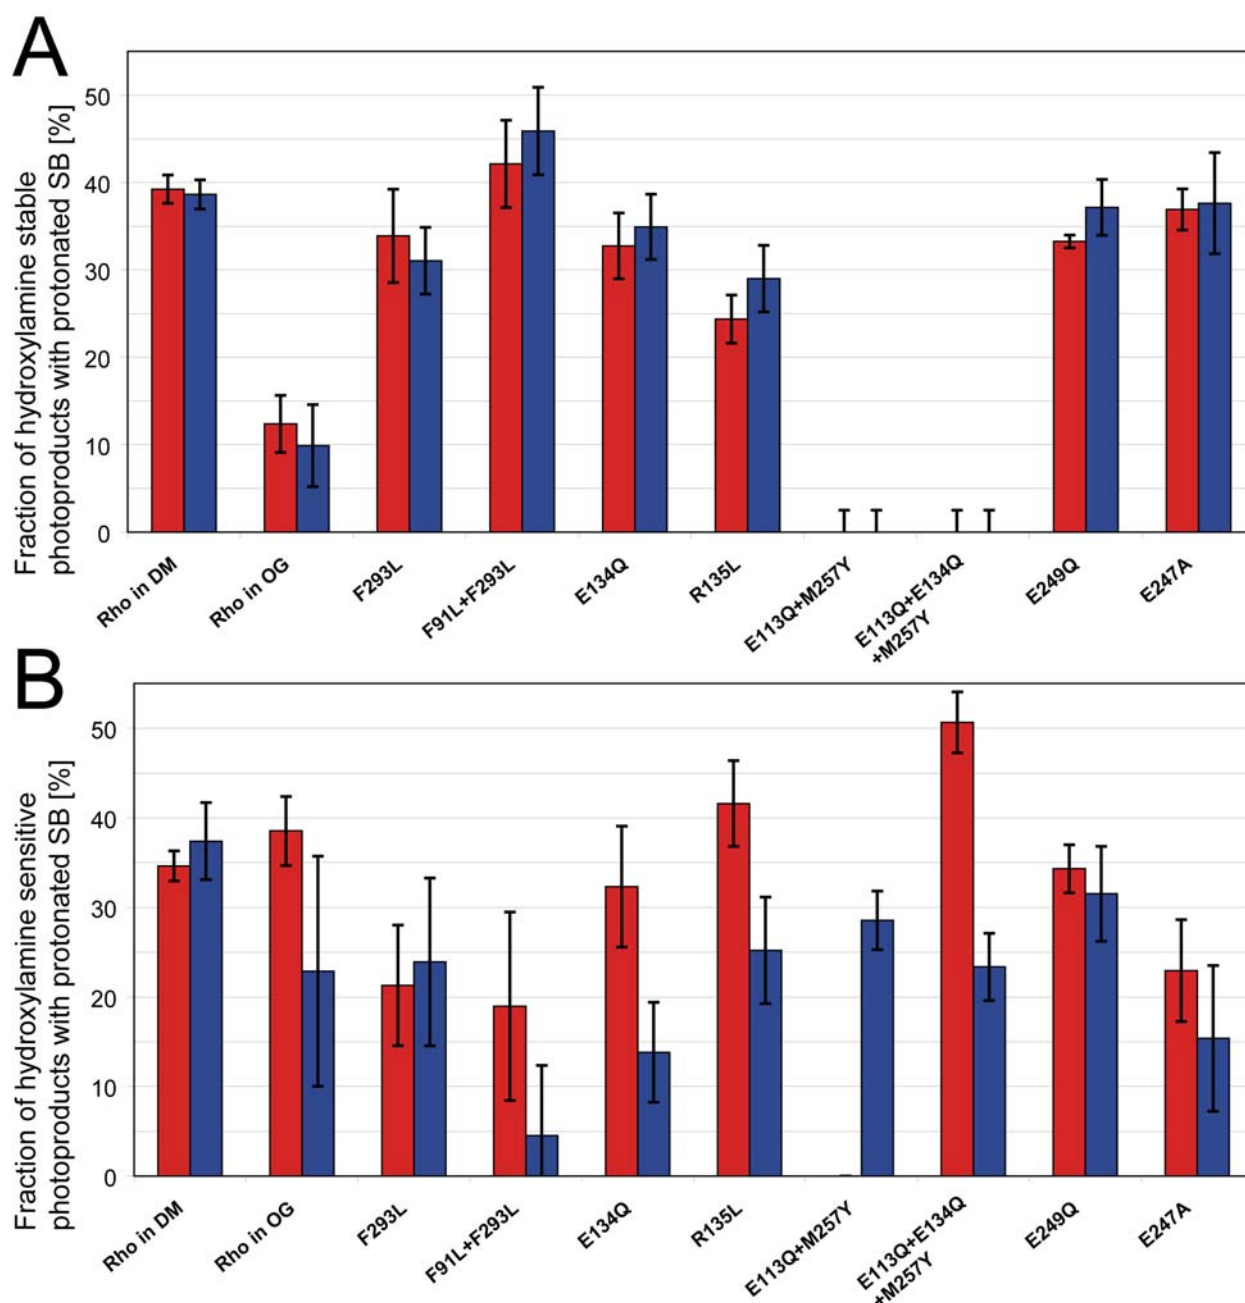 A
Fraction of hydroxylamine stable
photoproducts with protonated SB [%]
50
40
30
20
10
0
Rho in DM
Rho in OG
F293L
F91L+F293L
E134Q
R135L
E113Q+M257Y
E113Q+E134Q
+M257Y
E249Q
E247A
B
Fraction of hydroxylamine sensitive
photoproducts with protonated SB [%]
50
40
30
20
10
0
Rho in DM
Rho in OG
F293L
F91L+F293L
E134Q
R135L
E113Q+M257Y
E113Q+E134Q
+M257Y
E249Q
E247A